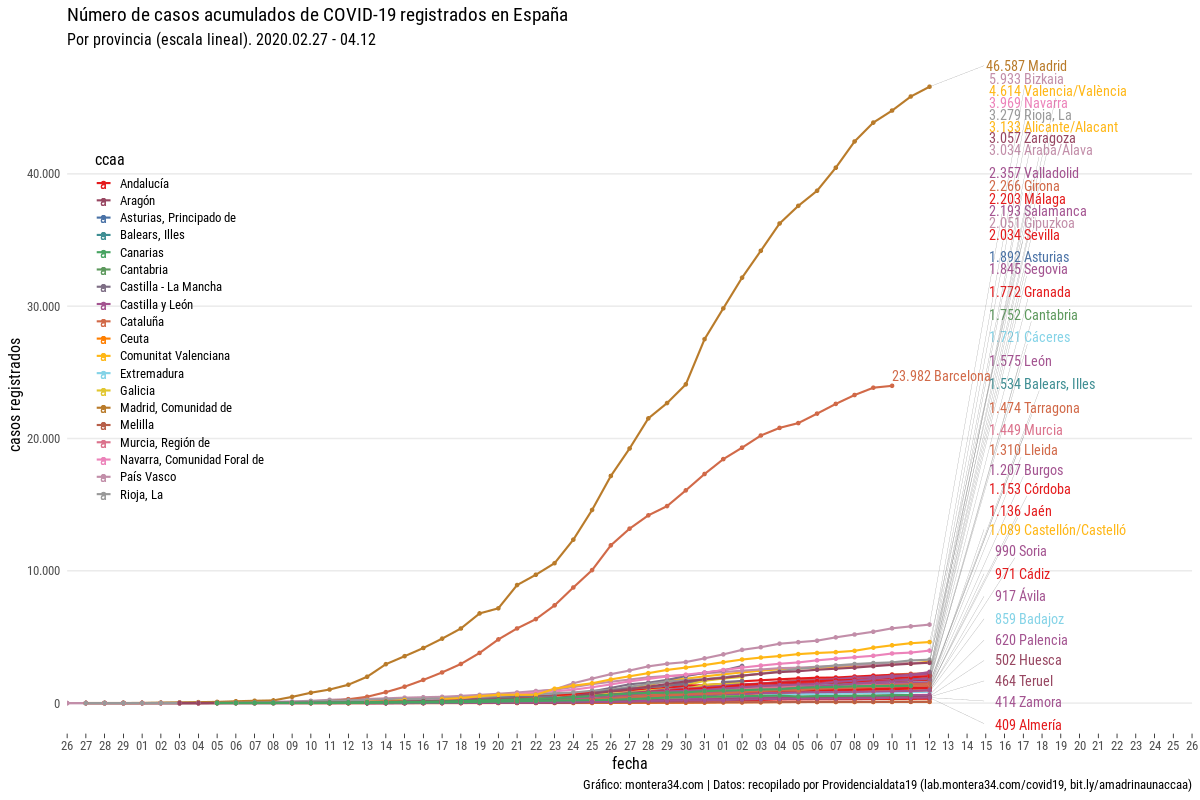 Número de casos acumulados de COVID-19 registrados en España
Por provincia (escala lineal). 2020.02.27 - 04.12
casos registrados
40.000
30.000
20.000
10.000
0
ccaa
Andalucía
Aragón
Asturias, Principado de
Balears, Illes
Canarias
Cantabria
Castilla - La Mancha
Castilla y León
Cataluña
Ceuta
Comunitat Valenciana
Extremadura
Galicia
Madrid, Comunidad de
Melilla
Murcia, Región de
Navarra, Comunidad Foral de
País Vasco
Rioja, La
46.587 Madrid
5.933 Bizkaia
4.614 Valencia/València
3.969 Navarra
3.279 Rioja, La
3.133 Alicante/Alacant
3.057 Zaragoza
3.034 Araba/Álava
2.357 Valladolid
2.266 Girona
2.203 Málaga
2.193 Salamanca
2.051 Gipuzkoa
2.034 Sevilla
1.892 Asturias
1.845 Segovia
1.772 Granada
1.752 Cantabria
1.721 Cáceres
1.575 León
23.982 Barcelona
1.534 Balears, Illes
1.474 Tarragona
1.449 Murcia
1.310 Lleida
1.207 Burgos
1.153 Córdoba
1.136 Jaén
1.089 Castellón/Castelló
990 Soria
971 Cádiz
917 Ávila
859 Badajoz
620 Palencia
502 Huesca
464 Teruel
414 Zamora
409 Almería
26 27 28 29 01 02 03 04 05 06 07 08 09 10 11 12 13 14 15 16 17 18 19 20 21 22 23 24 25 26 27 28 29 30 31 01 02 03 04 05 06 07 08 09 10 11 12 13 14 15 16 17 18 19 20 21 22 23 24 25 26
fecha
Gráfico: montera34.com | Datos: recopilado por Providencialdata19 (lab.montera34.com/covid19, bit.ly/amadrinaunaccaa)